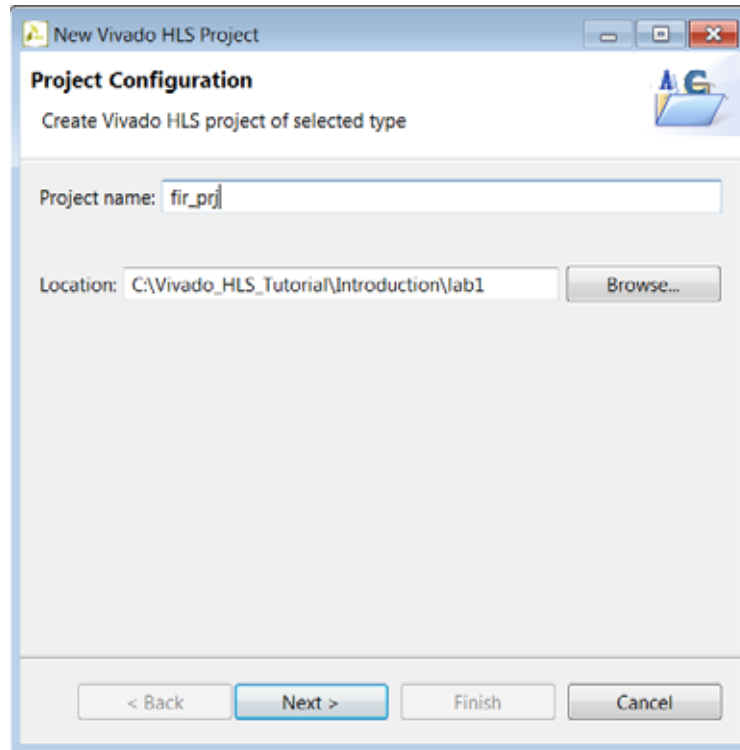 New Vivado HLS Project
Project Configuration
Create Vivado HLS project of selected type
Project name: fir_prj
Location: C:\Vivado_HLS_Tutorial\Introduction\lab1 Browse...
< Back Next > Finish Cancel